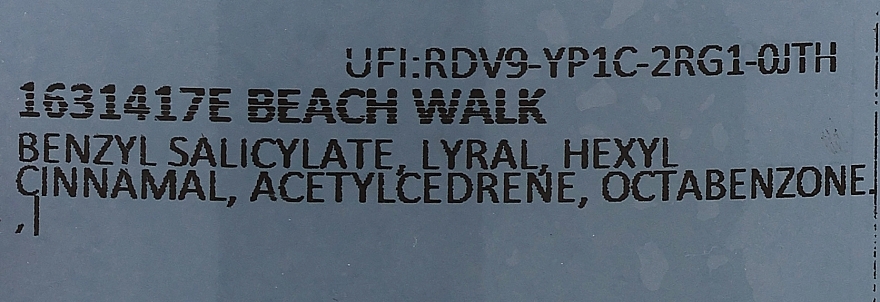 UFI:RDV9-YP1C-2RG1-0JTH
1631417E BEACH WALK
BENZYL SALICYLATE, LYRAL, HEXYL
CINNAMAL, ACETYLCEDRENE, OCTABENZONE.
,